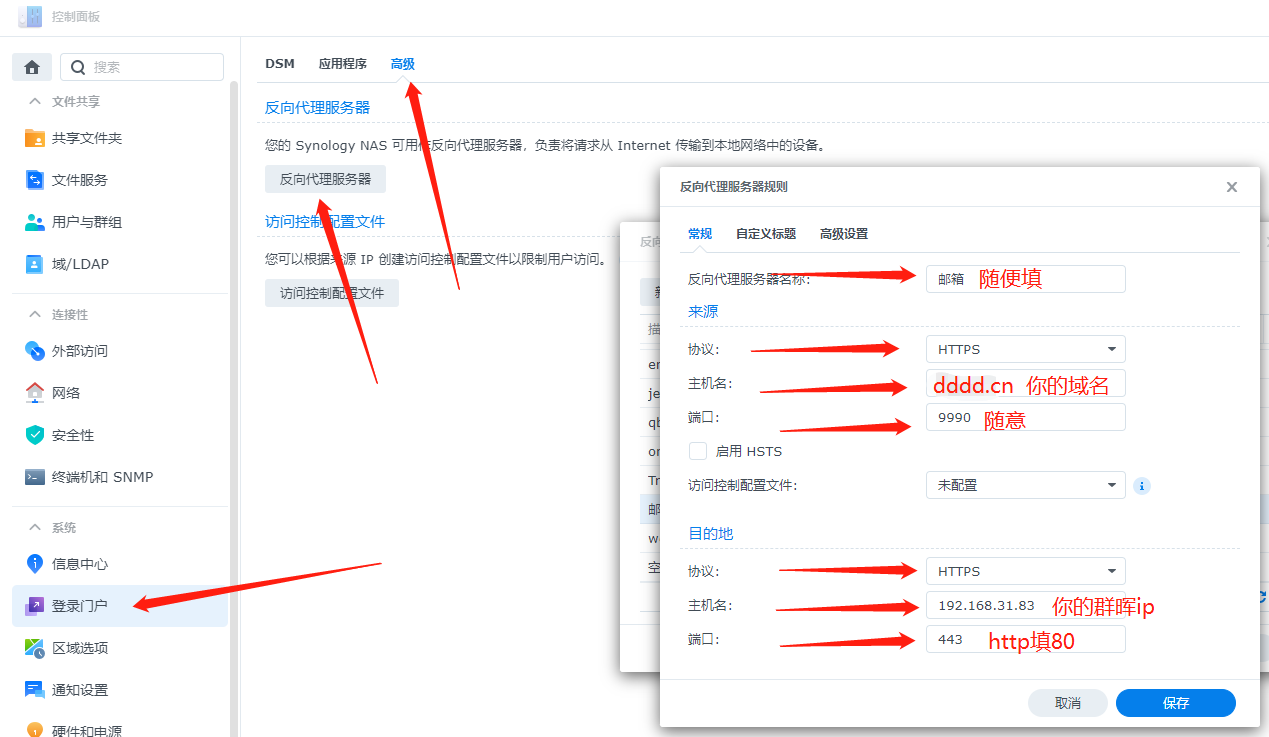 控制面板
搜索
文件共享
共享文件夹
文件服务
用户与群组
域/LDAP
连接性
外部访问
网络
安全性
终端机和 SNMP
系统
信息中心
登录门户
区域选项
通知设置
硬件和电源
DSM 应用程序 高级
反向代理服务器
您的 Synology NAS 可用作反向代理服务器，负责将请求从 Internet 传输到本地网络中的设备。
反向代理服务器
访问控制配置文件
您可以根据来源 IP 创建访问控制配置文件以限制用户访问。
访问控制配置文件
反向代理服务器规则
常规 自定义标题 高级设置
反向代理服务器名称: 邮箱 随便填
来源
协议: HTTPS
主机名: dddd.cn 你的域名
端口: 9990 随意
启用 HSTS
访问控制配置文件: 未配置
目的地
协议: HTTPS
主机名: 192.168.31.83 你的群晖ip
端口: 443 http填80
取消 保存